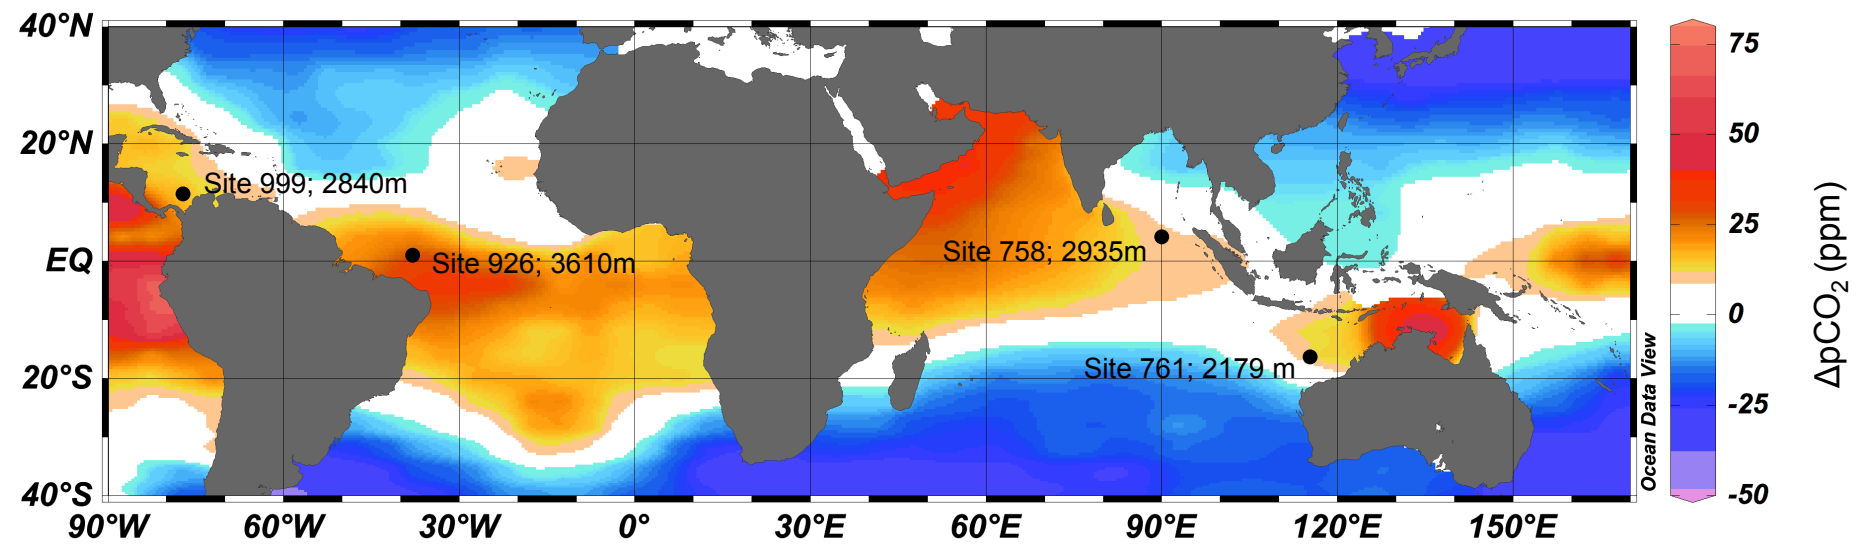 40°N
20°N
EQ
20°S
40°S
90°W
60°W
30°W
0°
30°E
60°E
90°E
120°E
150°E
Site 999; 2840m
Site 926; 3610m
Site 758; 2935m
Site 761; 2179 m
Ocean Data View
75
50
25
0
-25
-50
ΔpCO₂ (ppm)